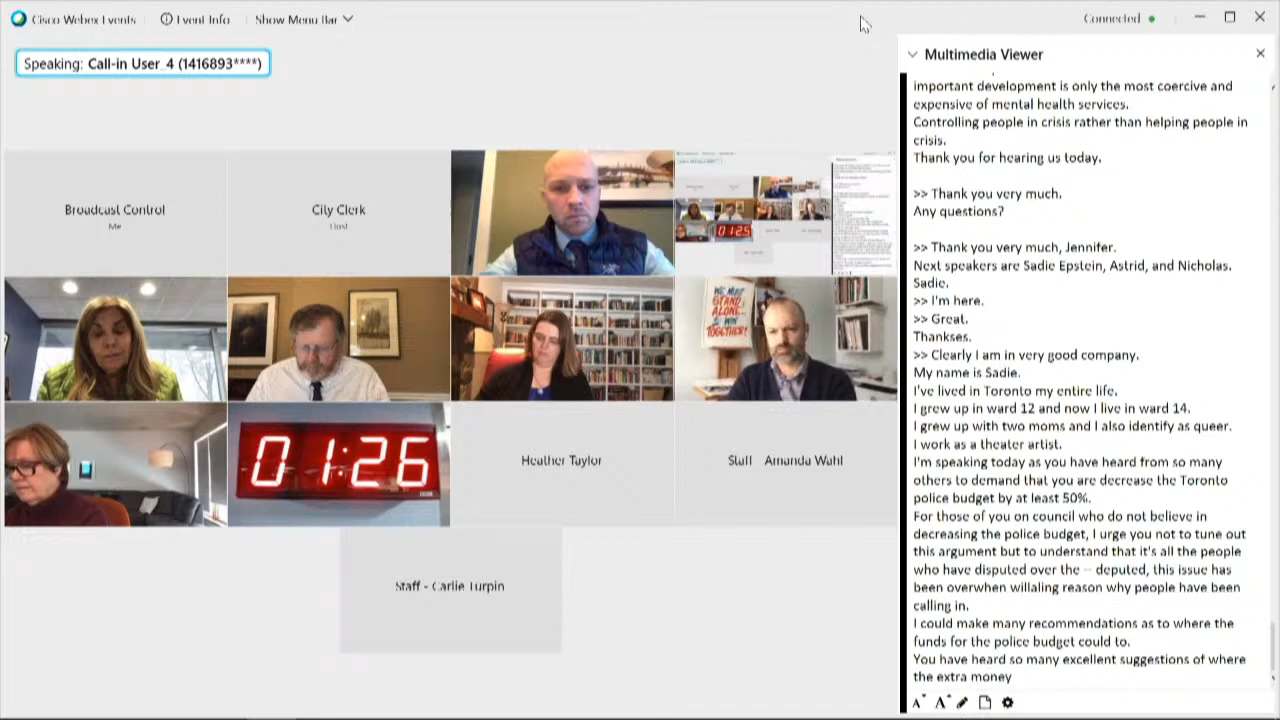 Cisco Webex Events
Event Info
Show Menu Bar
Connected
Speaking: Call-in User_4 (1416893****)
Multimedia Viewer
important development is only the most coercive and
expensive of mental health services.
Controlling people in crisis rather than helping people in
crisis.
Thank you for hearing us today.
>> Thank you very much.
Any questions?
>> Thank you very much, Jennifer.
Next speakers are Sadie Epstein, Astrid, and Nicholas.
Sadie.
>> I'm here.
>> Great.
Thankses.
>> Clearly I am in very good company.
My name is Sadie.
I've lived in Toronto my entire life.
I grew up in ward 12 and now I live in ward 14.
I grew up with two moms and I also identify as queer.
I work as a theater artist.
I'm speaking today as you have heard from so many
others to demand that you are decrease the Toronto
police budget by at least 50%.
For those of you on council who do not believe in
decreasing the police budget, I urge you not to tune out
this argument but to understand that it's all the people
who have disputed over the -- deputed, this issue has
been overwhen willaling reason why people have been
calling in.
I could make many recommendations as to where the
funds for the police budget could to.
You have heard so many excellent suggestions of where
the extra money
Broadcast Control
Me
City Clerk
Host
01:25
WE MUST
STAND
ALONE
WIN
TOGETHER!
01:26
Heather Taylor
Staff Amanda Wahl
Staff - Carlie Turpin